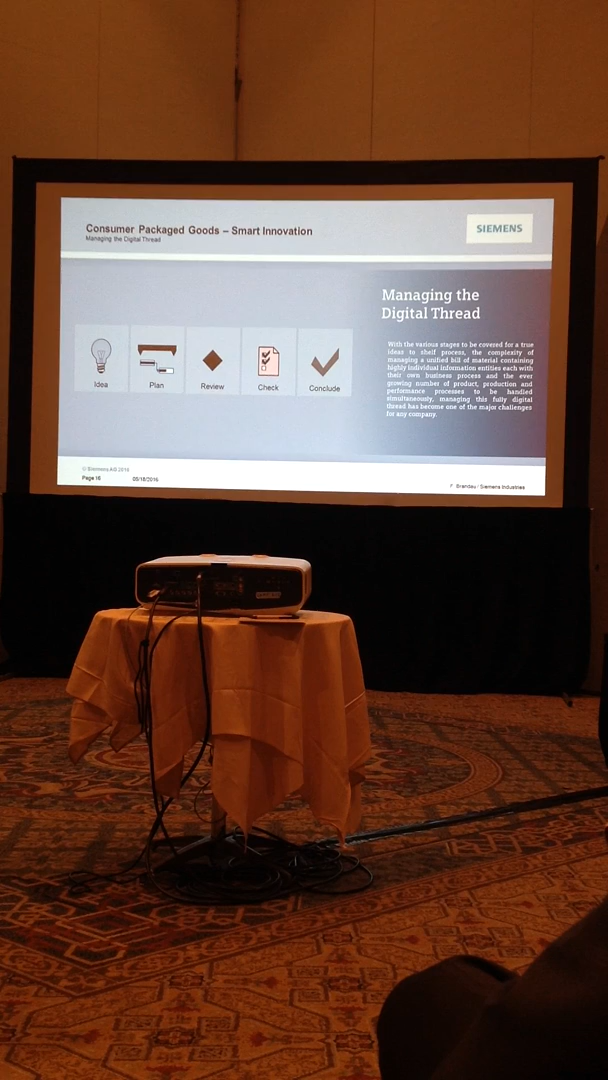 Consumer Packaged Goods – Smart Innovation
Managing the Digital Thread
SIEMENS
Managing the
Digital Thread
With the various stages to be covered for a true
ideas to shelf process, the complexity of
managing a unified bill of material containing
highly individual information entities each with
their own business process and the ever
growing number of product, production and
performance processes to be handled
simultaneously, managing this fully digital
thread has become one of the major challenges
for any company.
Idea
Plan
Review
Check
Conclude
© Siemens AG 2016
Page 16
05/18/2016
F. Brandau / Siemens Industries